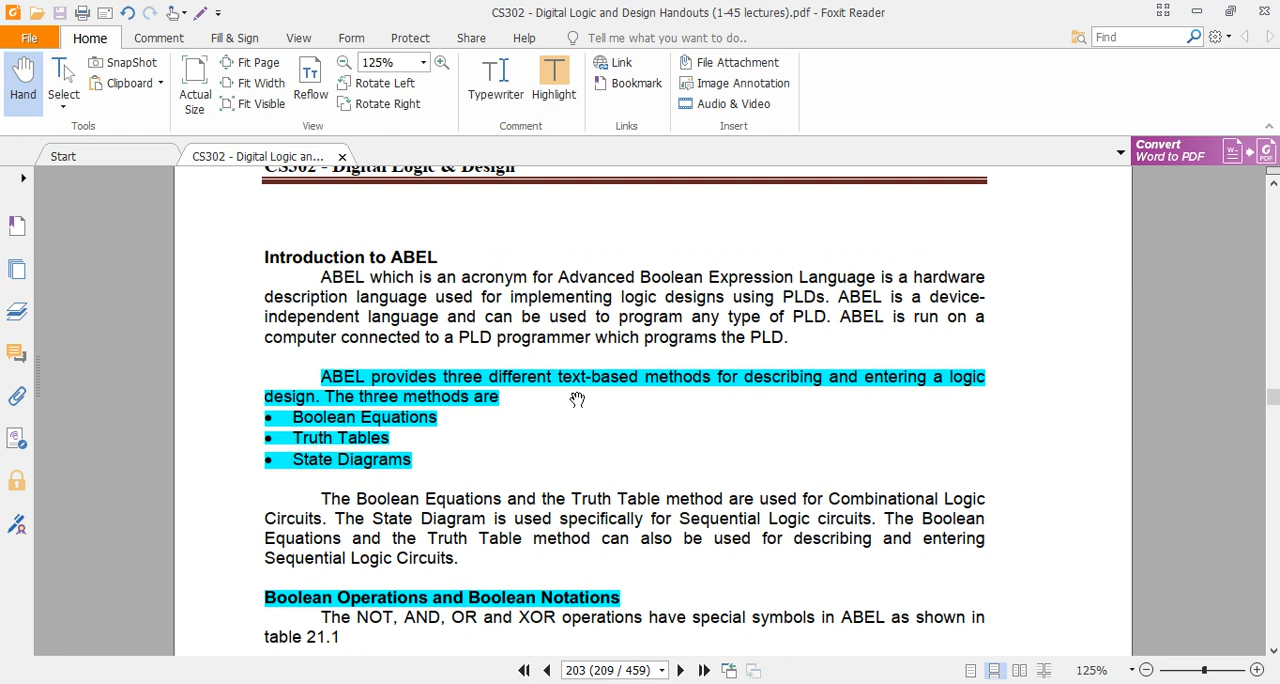 CS302 - Digital Logic and Design Handouts (1-45 lectures).pdf - Foxit Reader
File Home Comment Fill & Sign View Form Protect Share Help Tell me what you want to do.. Find
SnapShot Fit Page 125% Link File Attachment
Clipboard Fit Width Rotate Left Bookmark Image Annotation
Hand Select Actual Size Fit Visible Reflow Rotate Right Typewriter Highlight Audio & Video
Tools View Comment Links Insert
Start CS302 - Digital Logic an... Convert
Word to PDF
PDF
CS302 - Digital Logic & Design
Introduction to ABEL
ABEL which is an acronym for Advanced Boolean Expression Language is a hardware
description language used for implementing logic designs using PLDs. ABEL is a device-
independent language and can be used to program any type of PLD. ABEL is run on a
computer connected to a PLD programmer which programs the PLD.
ABEL provides three different text-based methods for describing and entering a logic
design. The three methods are
• Boolean Equations
• Truth Tables
• State Diagrams
The Boolean Equations and the Truth Table method are used for Combinational Logic
Circuits. The State Diagram is used specifically for Sequential Logic circuits. The Boolean
Equations and the Truth Table method can also be used for describing and entering
Sequential Logic Circuits.
Boolean Operations and Boolean Notations
The NOT, AND, OR and XOR operations have special symbols in ABEL as shown in
table 21.1
203 (209 / 459) 125%